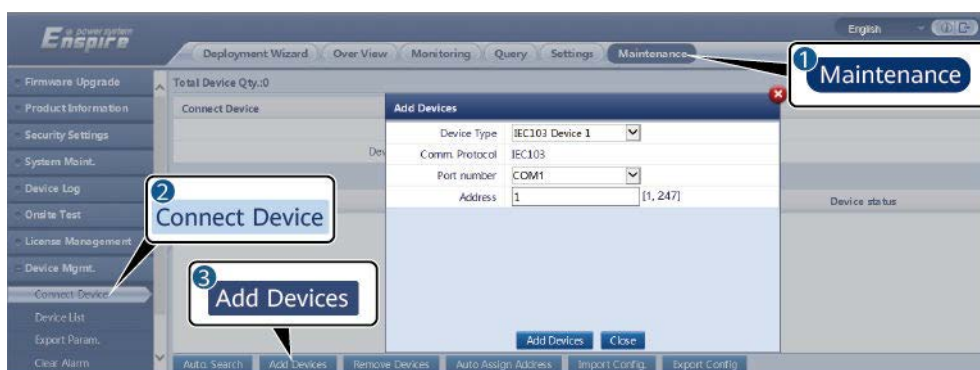 power system
Enspire
English
Deployment Wizard
Over View
Monitoring
Query
Settings
Maintenance
1
Maintenance
Firmware Upgrade
Product Information
Security Settings
System Maint.
Device Log
Onsite Test
License Management
Device Mgmt.
Connect Device
Device List
Export Param.
Clear Alarm
Total Device Qty.:0
Connect Device
Dev
Device status
2
Connect Device
3
Add Devices
Add Devices
Device Type
IEC103 Device 1
Comm. Protocol
IEC103
Port number
COM1
Address
1
[1, 247]
Add Devices
Close
Auto. Search
Add Devices
Remove Devices
Auto Assign Address
Import Config.
Export Config